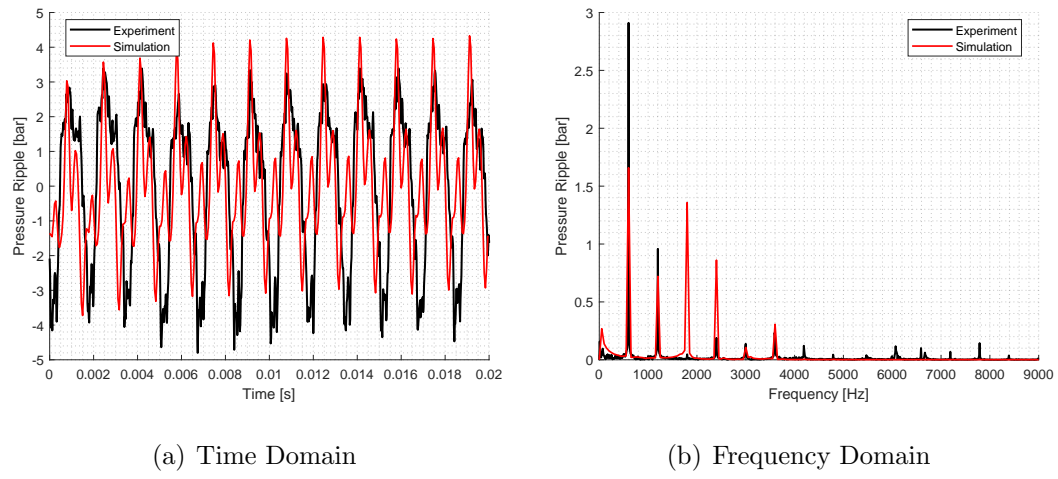 5
4
3
2
1
0
-1
-2
-3
-4
-5
Pressure Ripple [bar]
Experiment
Simulation
0 0.002 0.004 0.006 0.008 0.01 0.012 0.014 0.016 0.018 0.02
Time [s]
(a) Time Domain
3
2.5
2
1.5
1
0.5
0
Pressure Ripple [bar]
Experiment
Simulation
0 1000 2000 3000 4000 5000 6000 7000 8000 9000
Frequency [Hz]
(b) Frequency Domain